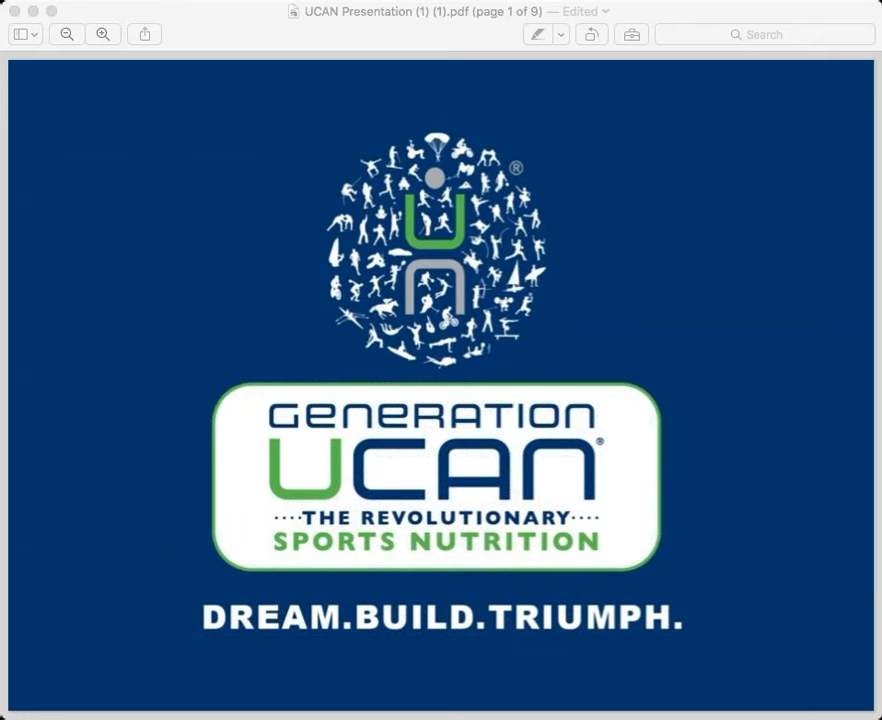 UCAN Presentation (1) (1).pdf (page 1 of 9) — Edited
Search
®
GENERATION
UCAN®
····THE REVOLUTIONARY····
SPORTS NUTRITION
DREAM.BUILD.TRIUMPH.